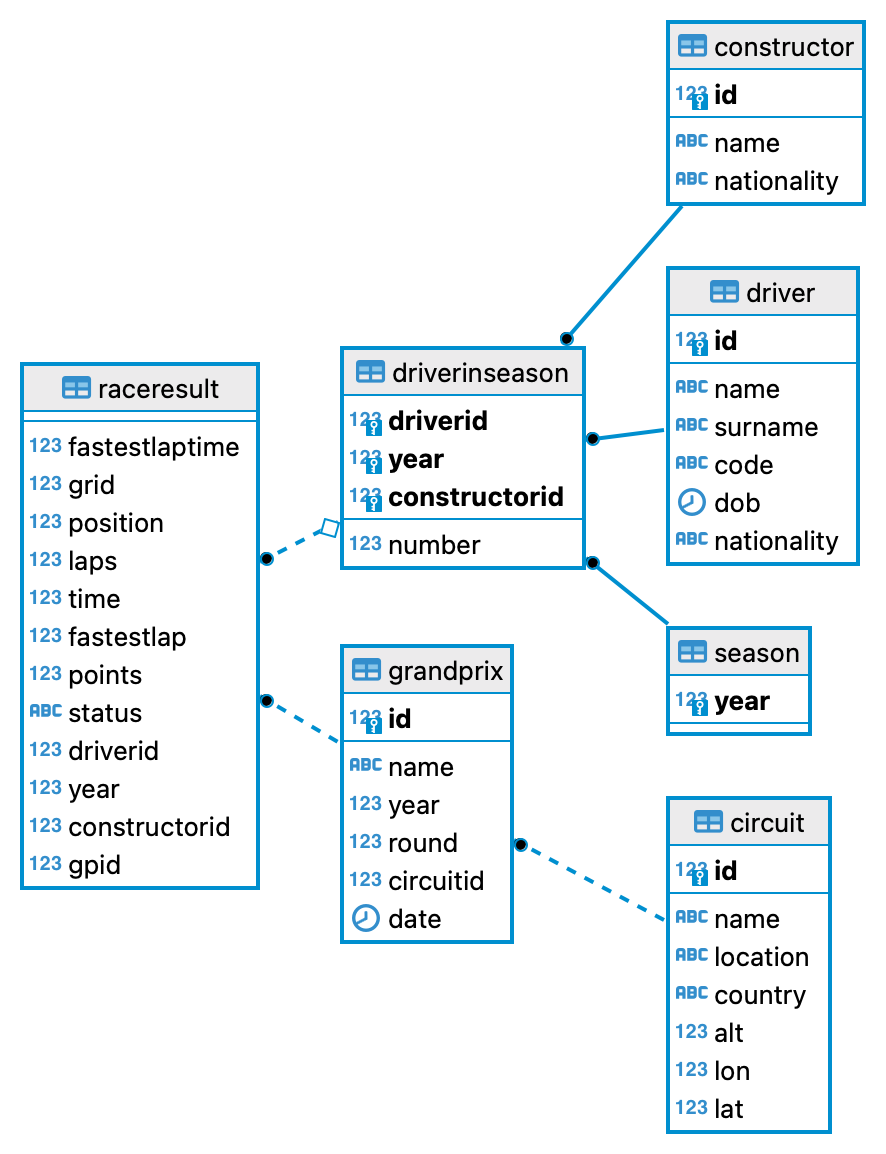 constructor
123 id
ABC name
ABC nationality
driver
123 id
ABC name
ABC surname
ABC code
dob
ABC nationality
driverinseason
123 driverid
123 year
123 constructorid
123 number
raceresult
123 fastestlaptime
123 grid
123 position
123 laps
123 time
123 fastestlap
123 points
ABC status
123 driverid
123 year
123 constructorid
123 gpid
grandprix
123 id
ABC name
123 year
123 round
123 circuitid
date
season
123 year
circuit
123 id
ABC name
ABC location
ABC country
123 alt
123 lon
123 lat